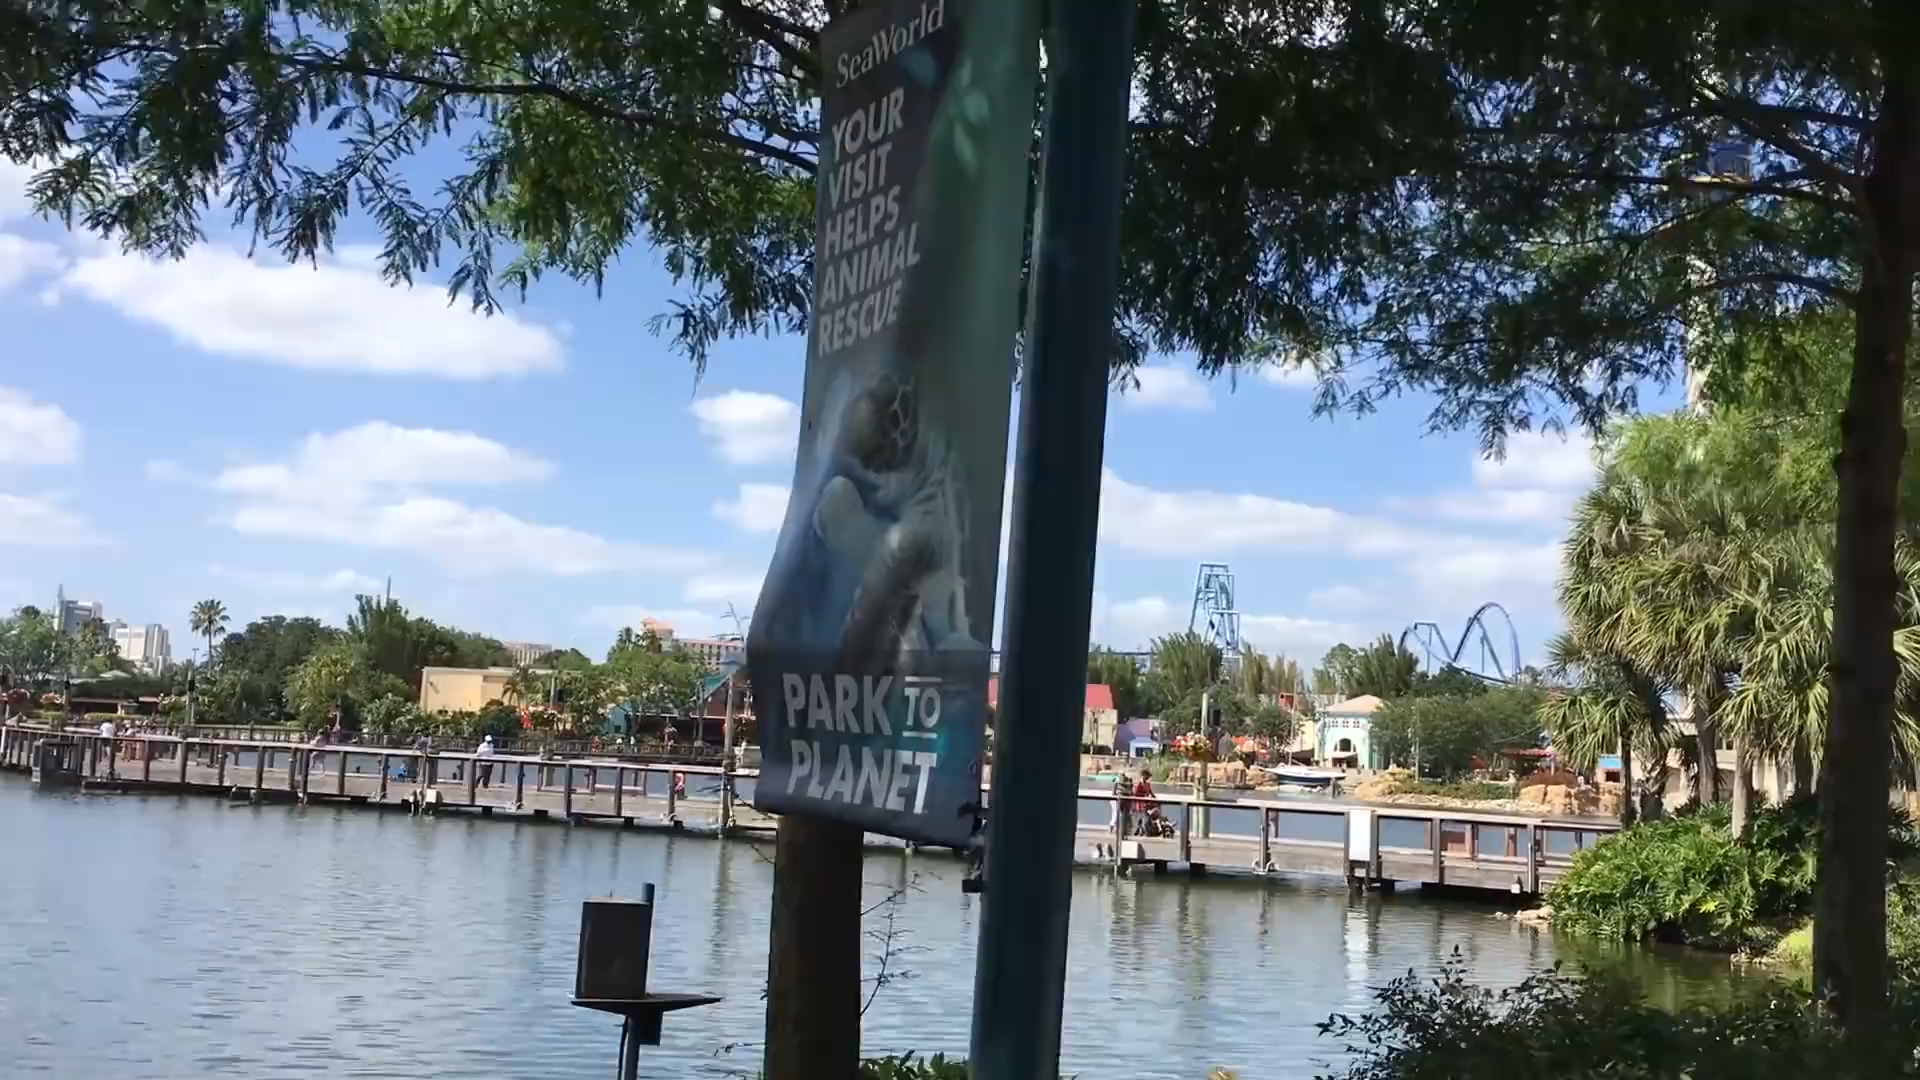 SeaWorld
YOUR
VISIT
HELPS
ANIMAL
RESCUE
PARK TO
PLANET